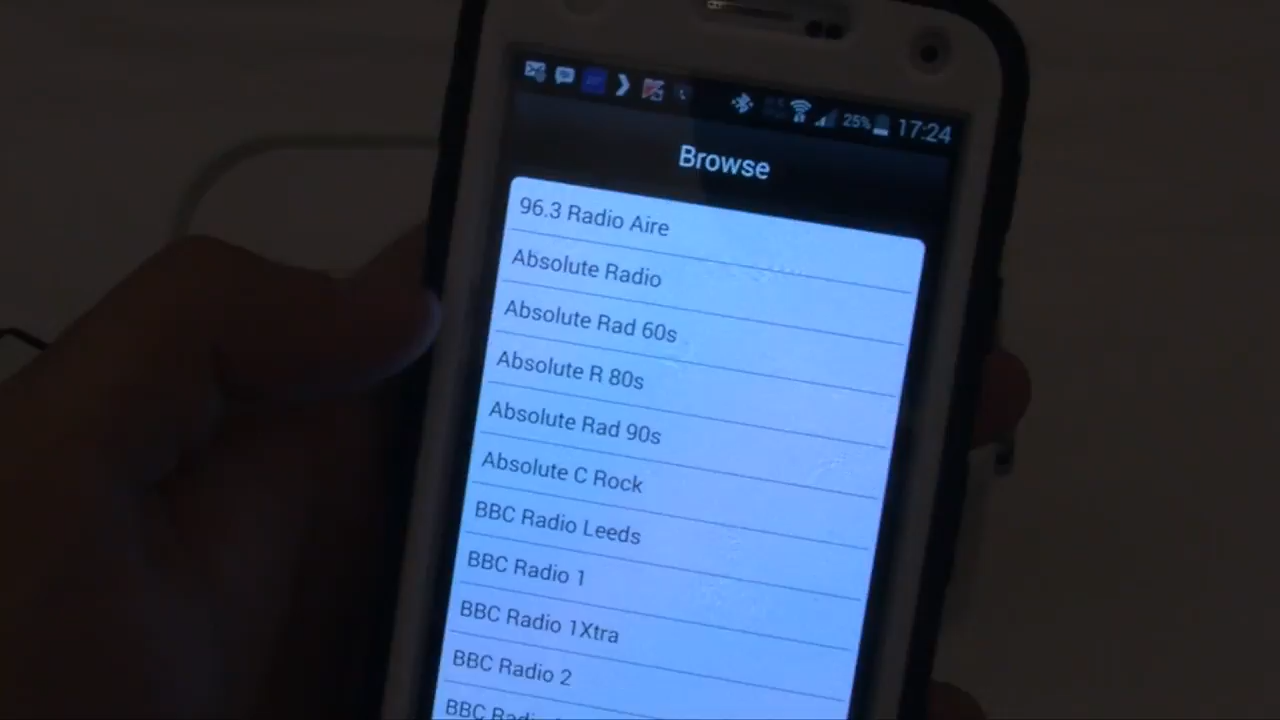 25% 17:24
Browse
96.3 Radio Aire
Absolute Radio
Absolute Rad 60s
Absolute R 80s
Absolute Rad 90s
Absolute C Rock
BBC Radio Leeds
BBC Radio 1
BBC Radio 1Xtra
BBC Radio 2
BBC